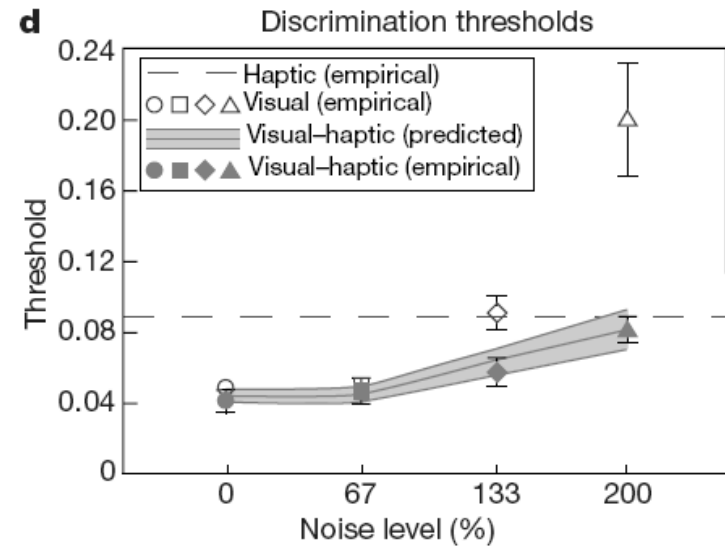 d
Discrimination thresholds
0.24
0.20
0.16
0.12
0.08
0.04
0
Threshold
Haptic (empirical)
Visual (empirical)
Visual–haptic (predicted)
Visual–haptic (empirical)
0 67 133 200
Noise level (%)